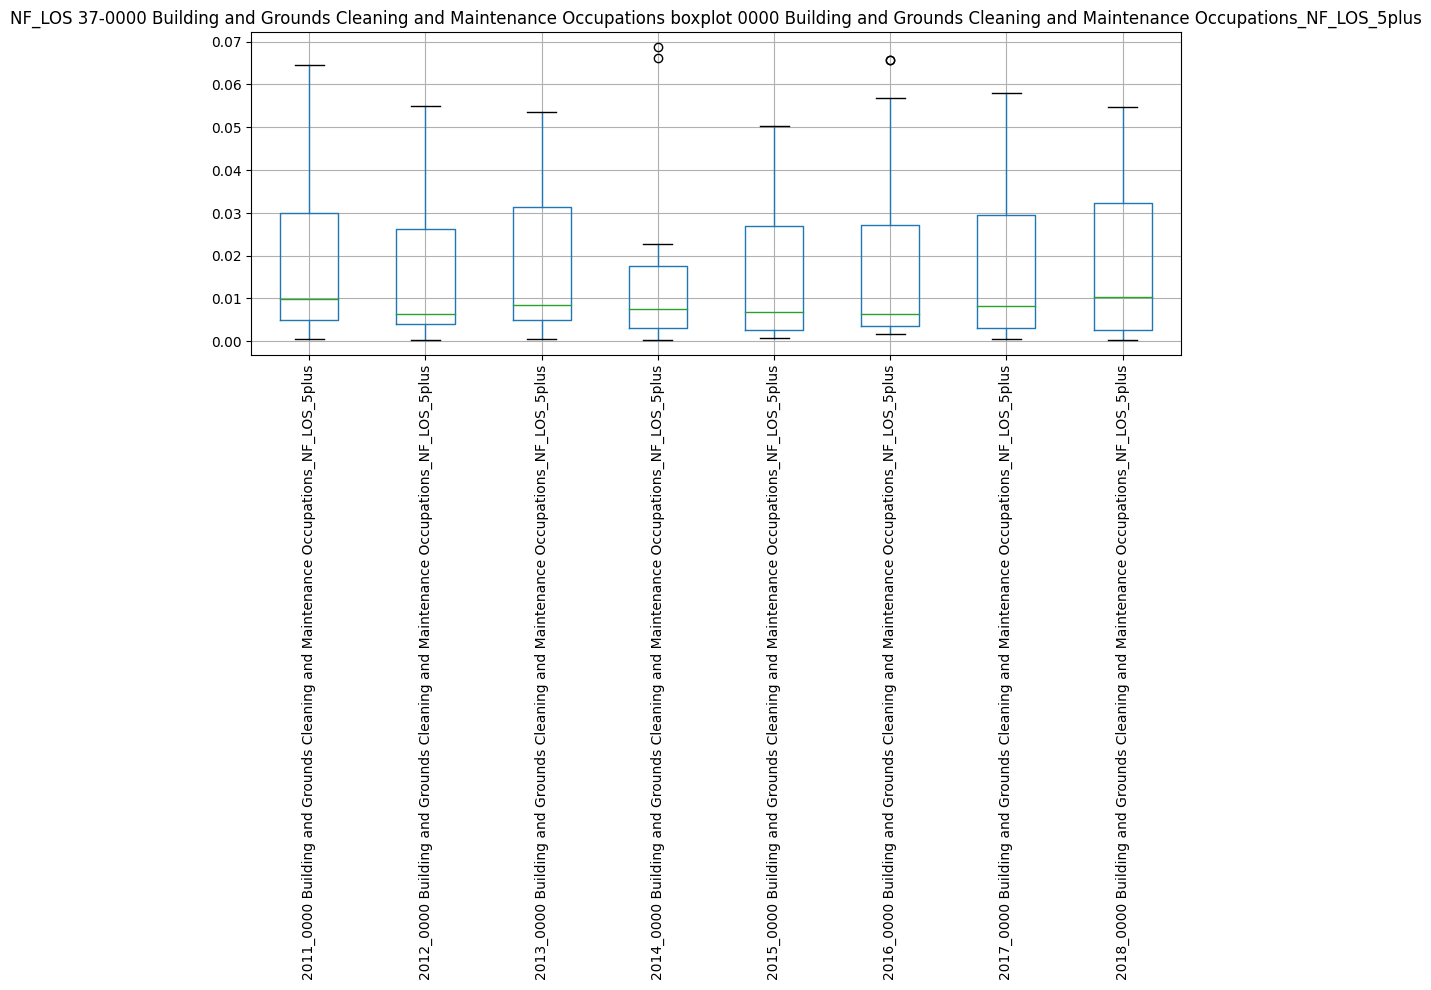 NF_LOS 37-0000 Building and Grounds Cleaning and Maintenance Occupations boxplot 0000 Building and Grounds Cleaning and Maintenance Occupations_NF_LOS_5plus
0.07
0.06
0.05
0.04
0.03
0.02
0.01
0.00
2011_0000 Building and Grounds Cleaning and Maintenance Occupations_NF_LOS_5plus
2012_0000 Building and Grounds Cleaning and Maintenance Occupations_NF_LOS_5plus
2013_0000 Building and Grounds Cleaning and Maintenance Occupations_NF_LOS_5plus
2014_0000 Building and Grounds Cleaning and Maintenance Occupations_NF_LOS_5plus
2015_0000 Building and Grounds Cleaning and Maintenance Occupations_NF_LOS_5plus
2016_0000 Building and Grounds Cleaning and Maintenance Occupations_NF_LOS_5plus
2017_0000 Building and Grounds Cleaning and Maintenance Occupations_NF_LOS_5plus
2018_0000 Building and Grounds Cleaning and Maintenance Occupations_NF_LOS_5plus